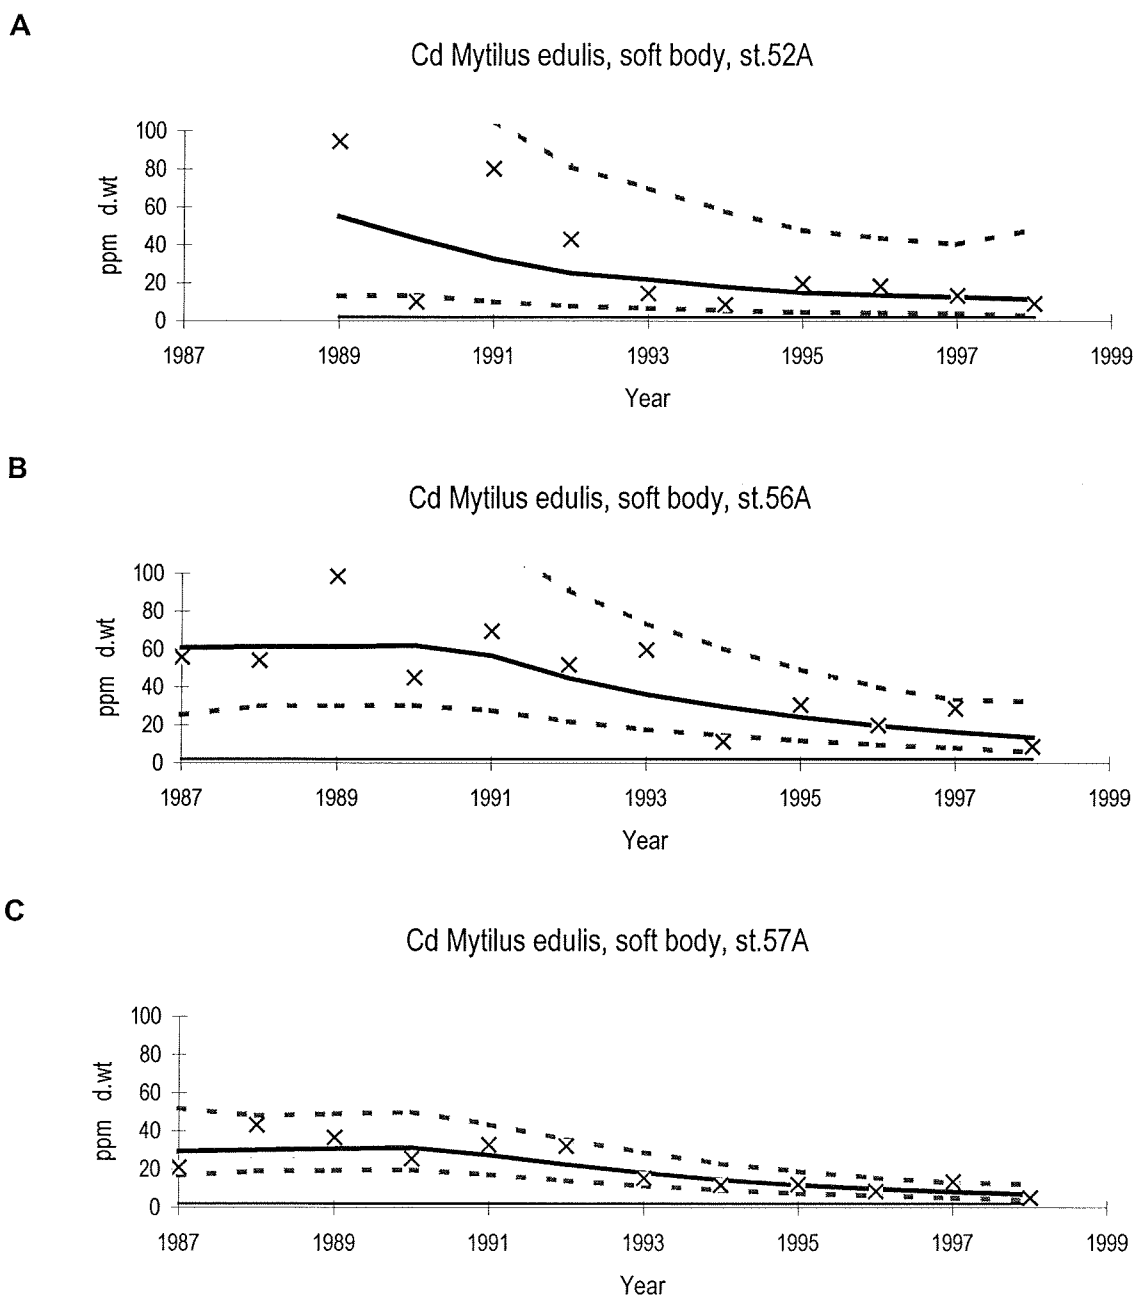 A
Cd Mytilus edulis, soft body, st.52A
100
80
60
40
20
0
ppm d.wt
1987 1989 1991 1993 1995 1997 1999
Year
B
Cd Mytilus edulis, soft body, st.56A
100
80
60
40
20
0
ppm d.wt
1987 1989 1991 1993 1995 1997 1999
Year
C
Cd Mytilus edulis, soft body, st.57A
100
80
60
40
20
0
ppm d.wt
1987 1989 1991 1993 1995 1997 1999
Year